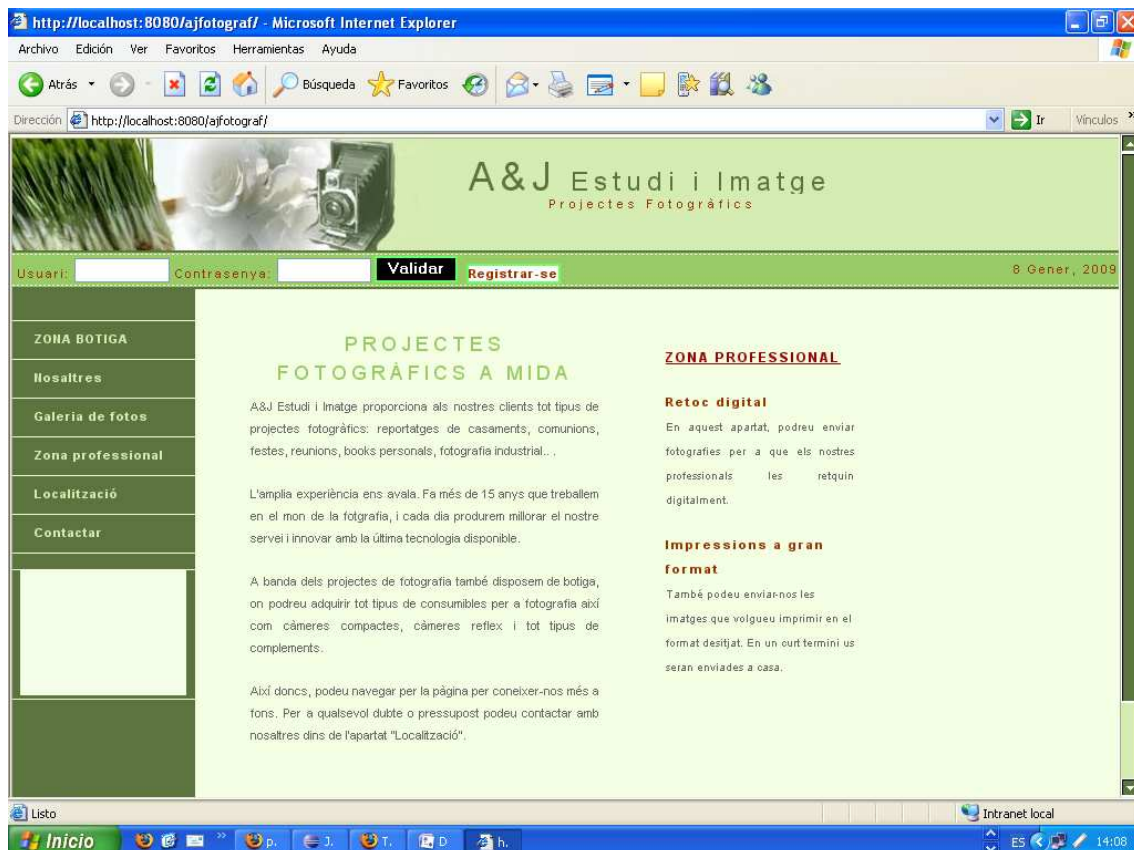 http://localhost:8080/ajfotograf/ - Microsoft Internet Explorer
Archivo Edición Ver Favoritos Herramientas Ayuda
Atrás Búsqueda Favoritos
Dirección http://localhost:8080/ajfotograf/ Ir Vínculos »
A&J Estudi i Imatge
Projectes Fotogràfics
Usuari: Contrasenya: Validar Registrar-se 8 Gener, 2009
ZONA BOTIGA
Nosaltres
Galeria de fotos
Zona professional
Localització
Contactar
PROJECTES
FOTOGRÀFICS A MIDA
A&J Estudi i Imatge proporciona als nostres clients tot tipus de
projectes fotogràfics: reportatges de casaments, comunions,
festes, reunions, books personals, fotografia industrial.. .
L'amplia experiència ens avala. Fa més de 15 anys que treballem
en el mon de la fotgrafia, i cada dia produrem millorar el nostre
servei i innovar amb la última tecnologia disponible.
A banda dels projectes de fotografia també disposem de botiga,
on podreu adquirir tot tipus de consumibles per a fotografia així
com càmeres compactes, càmeres reflex i tot tipus de
complements.
Així doncs, podeu navegar per la pàgina per coneixer-nos més a
fons. Per a qualsevol dubte o pressupost podeu contactar amb
nosaltres dins de l'apartat "Localització".
ZONA PROFESSIONAL
Retoc digital
En aquest apartat, podreu enviar
fotografies per a que els nostres
professionals les retquin
digitalment.
Impressions a gran
format
També podeu enviar-nos les
imatges que volgueu imprimir en el
format desitjat. En un curt termini us
seran enviades a casa.
Listo Intranet local
Inicio » p. J. T. D h. ES 14:08